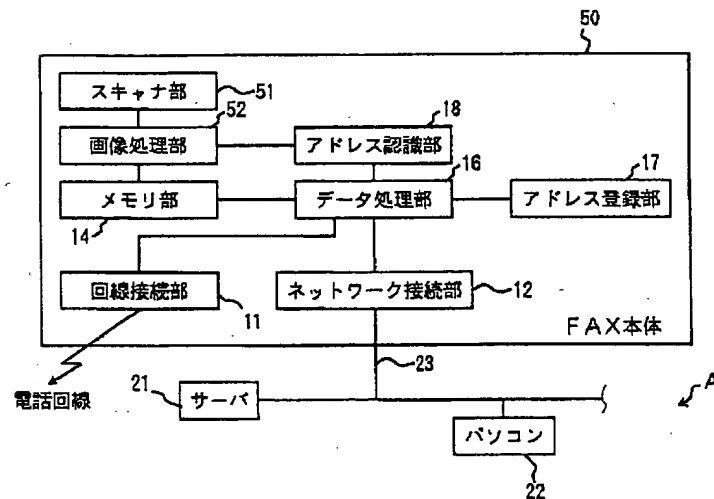 50
スキャナ部
51
52
画像処理部
18
アドレス認識部
16
17
メモリ部
データ処理部
アドレス登録部
14
回線接続部
11
ネットワーク接続部
12
FAX本体
23
電話回線
21
サーバ
A
パソコン
22